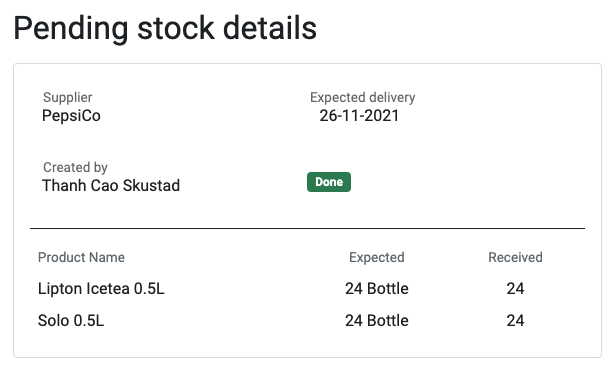 Pending stock details
Supplier Expected delivery
PepsiCo 26-11-2021
Created by
Thanh Cao Skustad Done
Product Name Expected Received
Lipton Icetea 0.5L 24 Bottle 24
Solo 0.5L 24 Bottle 24